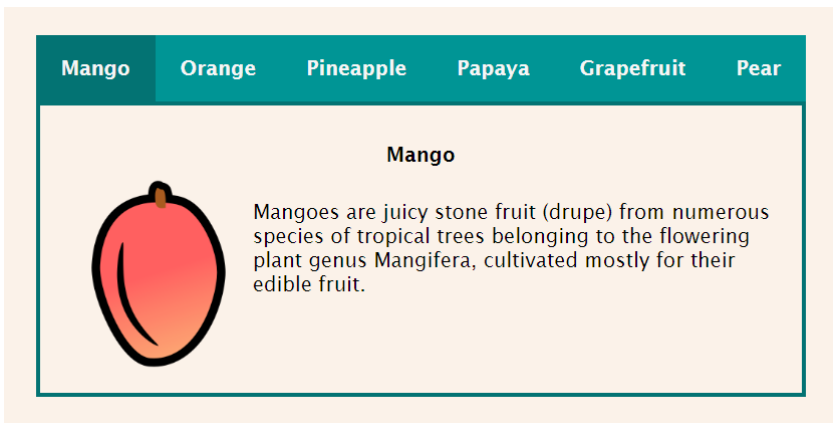 Mango Orange Pineapple Papaya Grapefruit Pear
Mango
Mangoes are juicy stone fruit (drupe) from numerous
species of tropical trees belonging to the flowering
plant genus Mangifera, cultivated mostly for their
edible fruit.